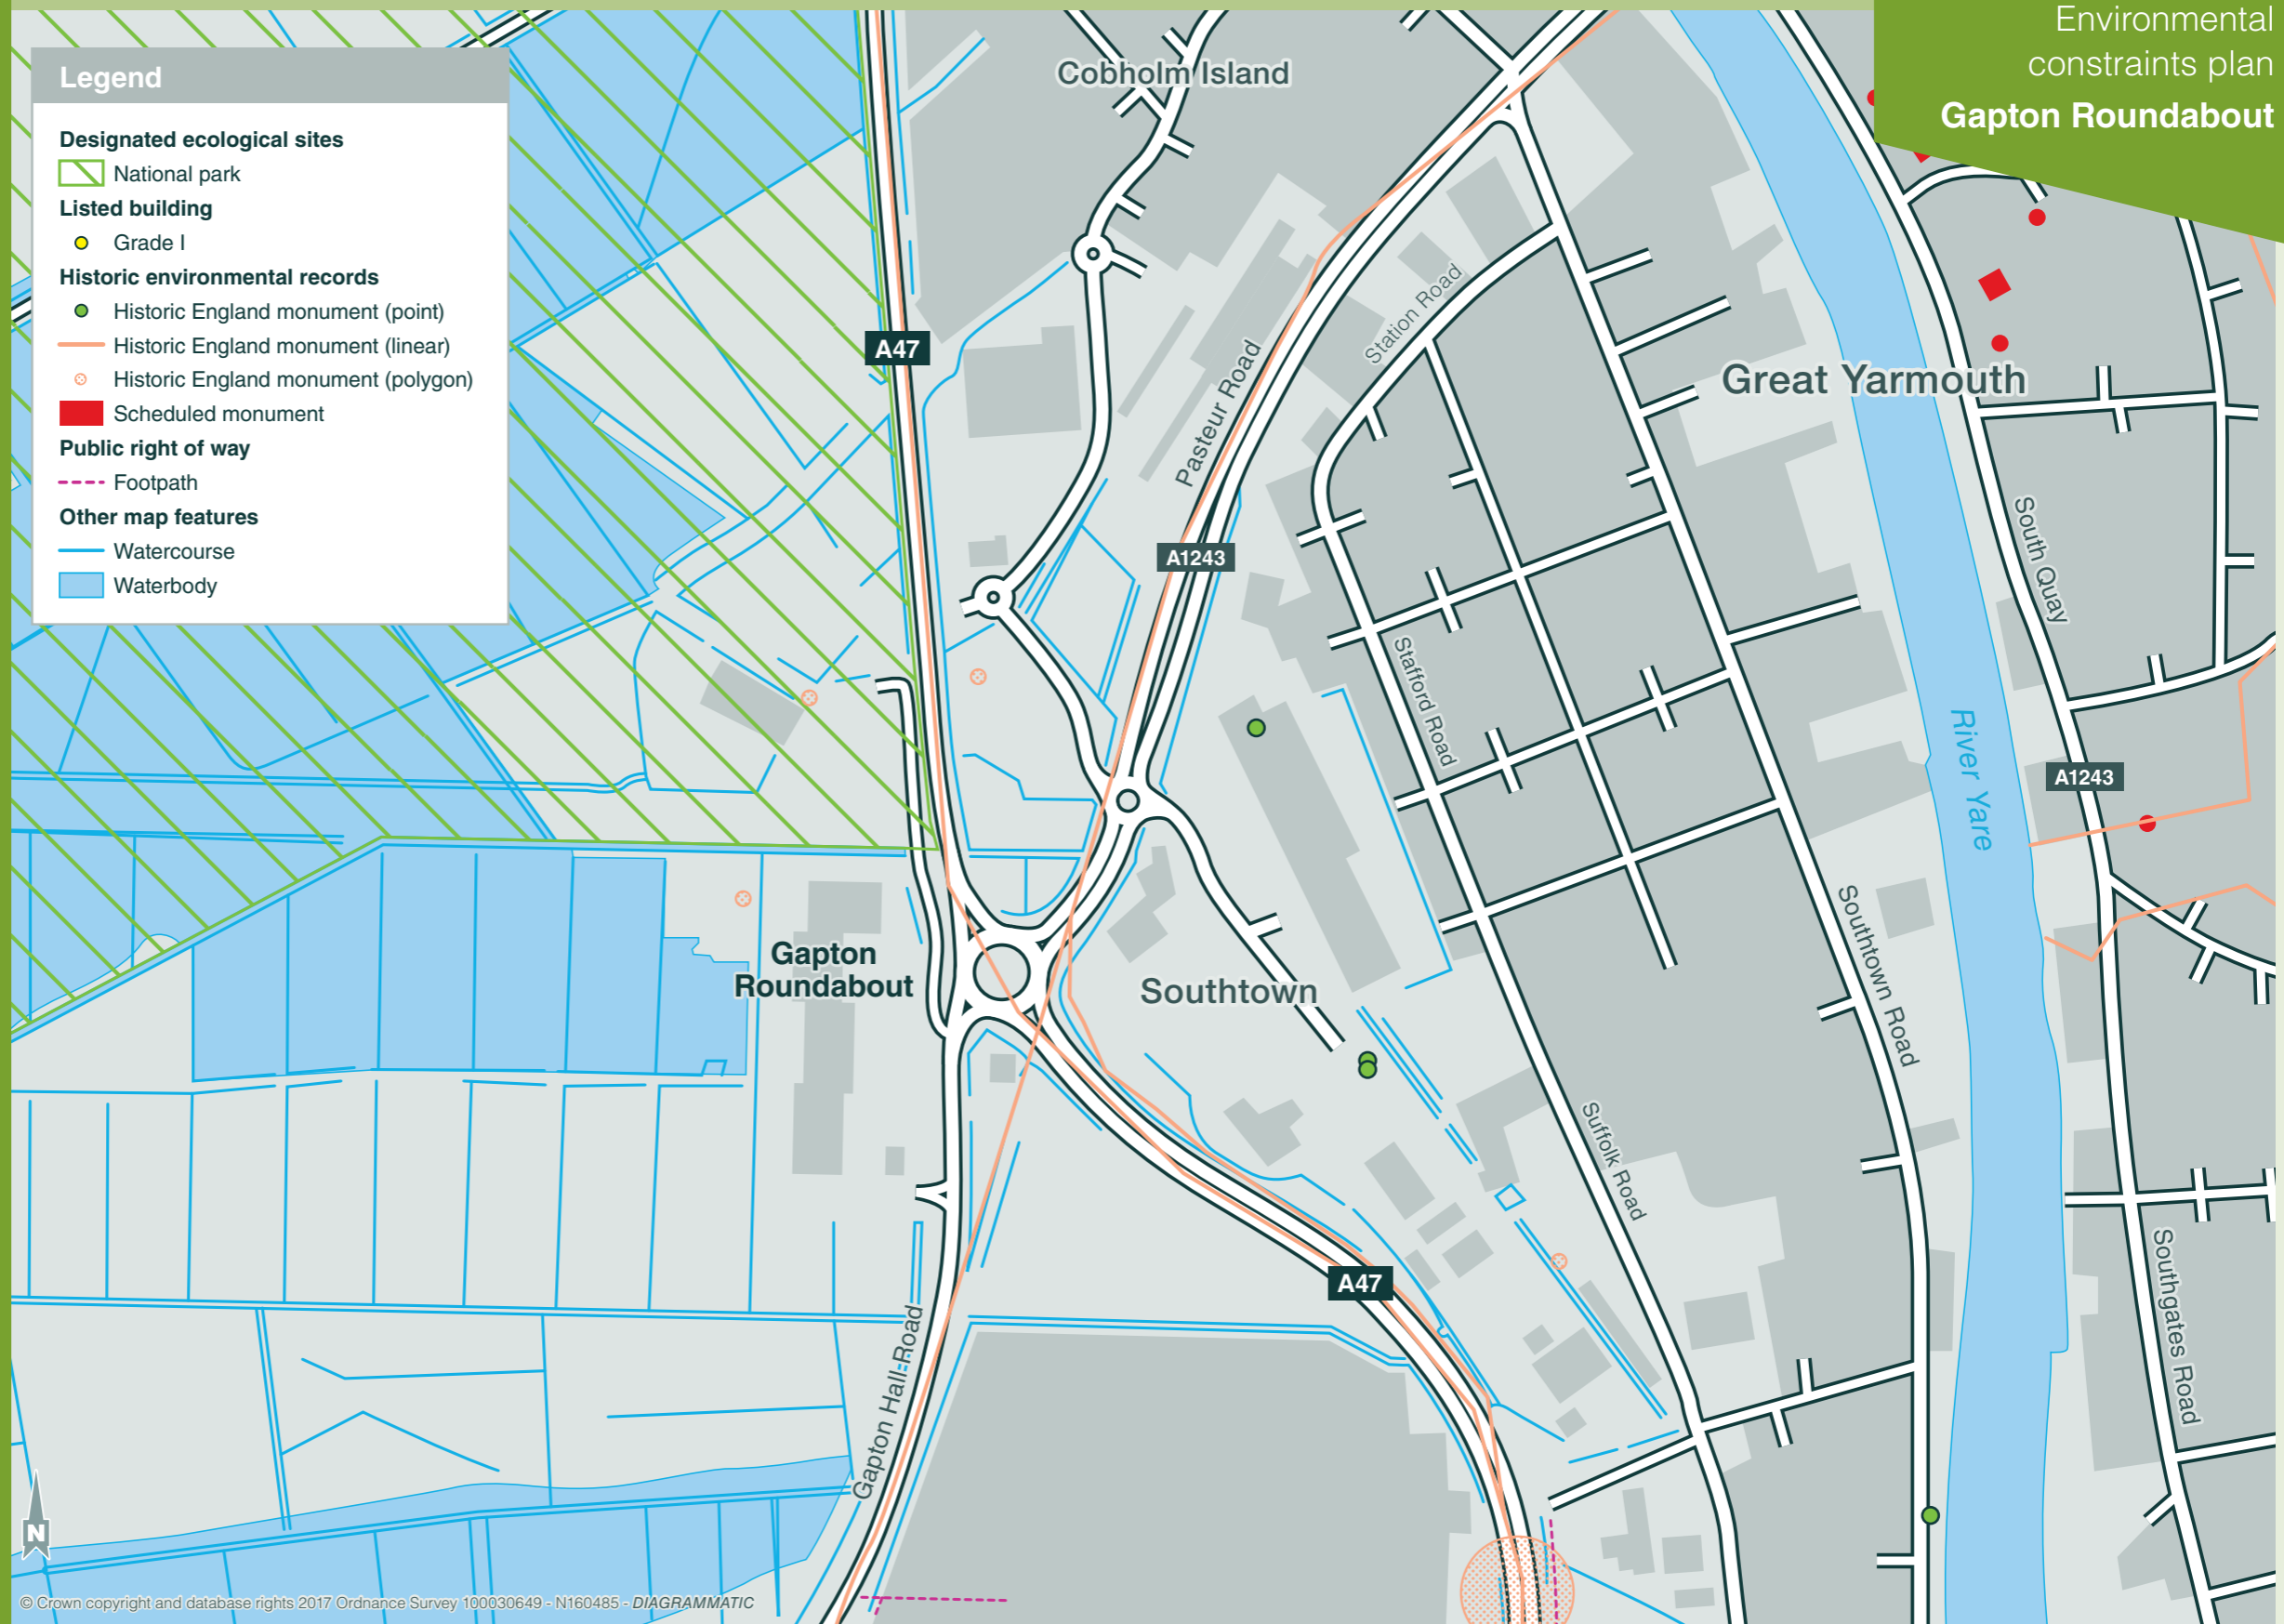 Environmental
constraints plan
Gapton Roundabout
Legend
Designated ecological sites
National park
Listed building
Grade I
Historic environmental records
Historic England monument (point)
Historic England monument (linear)
Historic England monument (polygon)
Scheduled monument
Public right of way
Footpath
Other map features
Watercourse
Waterbody
Cobholm Island
A47
Station Road
Pasteur Road
Great Yarmouth
A1243
South Quay
Stafford Road
River Yare
A1243
Gapton
Roundabout
Southtown
Southtown Road
Suffolk Road
A47
Southgates Road
Gapton Hall Road
N
© Crown copyright and database rights 2017 Ordnance Survey 100030649 - N160485 - DIAGRAMMATIC